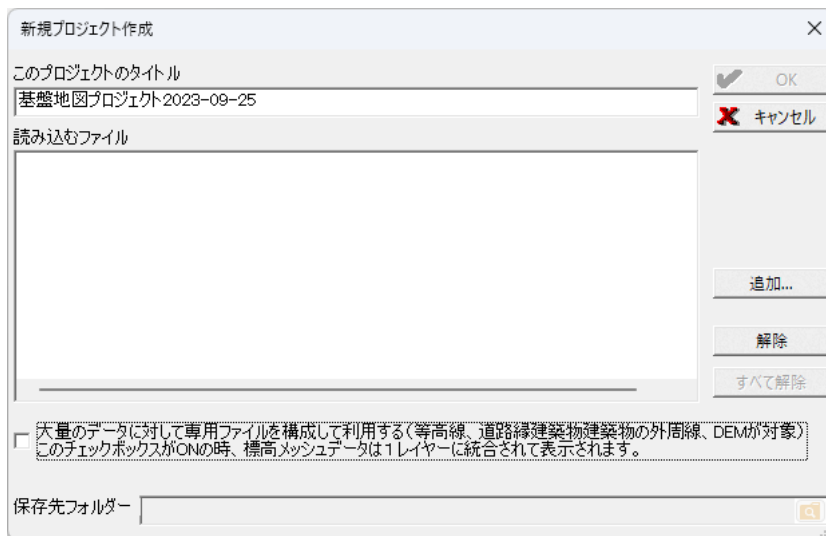 新規プロジェクト作成
このプロジェクトのタイトル
OK
基盤地図プロジェクト2023-09-25
キャンセル
読み込むファイル
追加...
解除
すべて解除
大量のデータに対して専用ファイルを構成して利用する(等高線、道路縁建築物建築物の外周線、DEMが対象)
このチェックボックスがONの時、標高メッシュデータは1レイヤーに統合されて表示されます。
保存先フォルダー